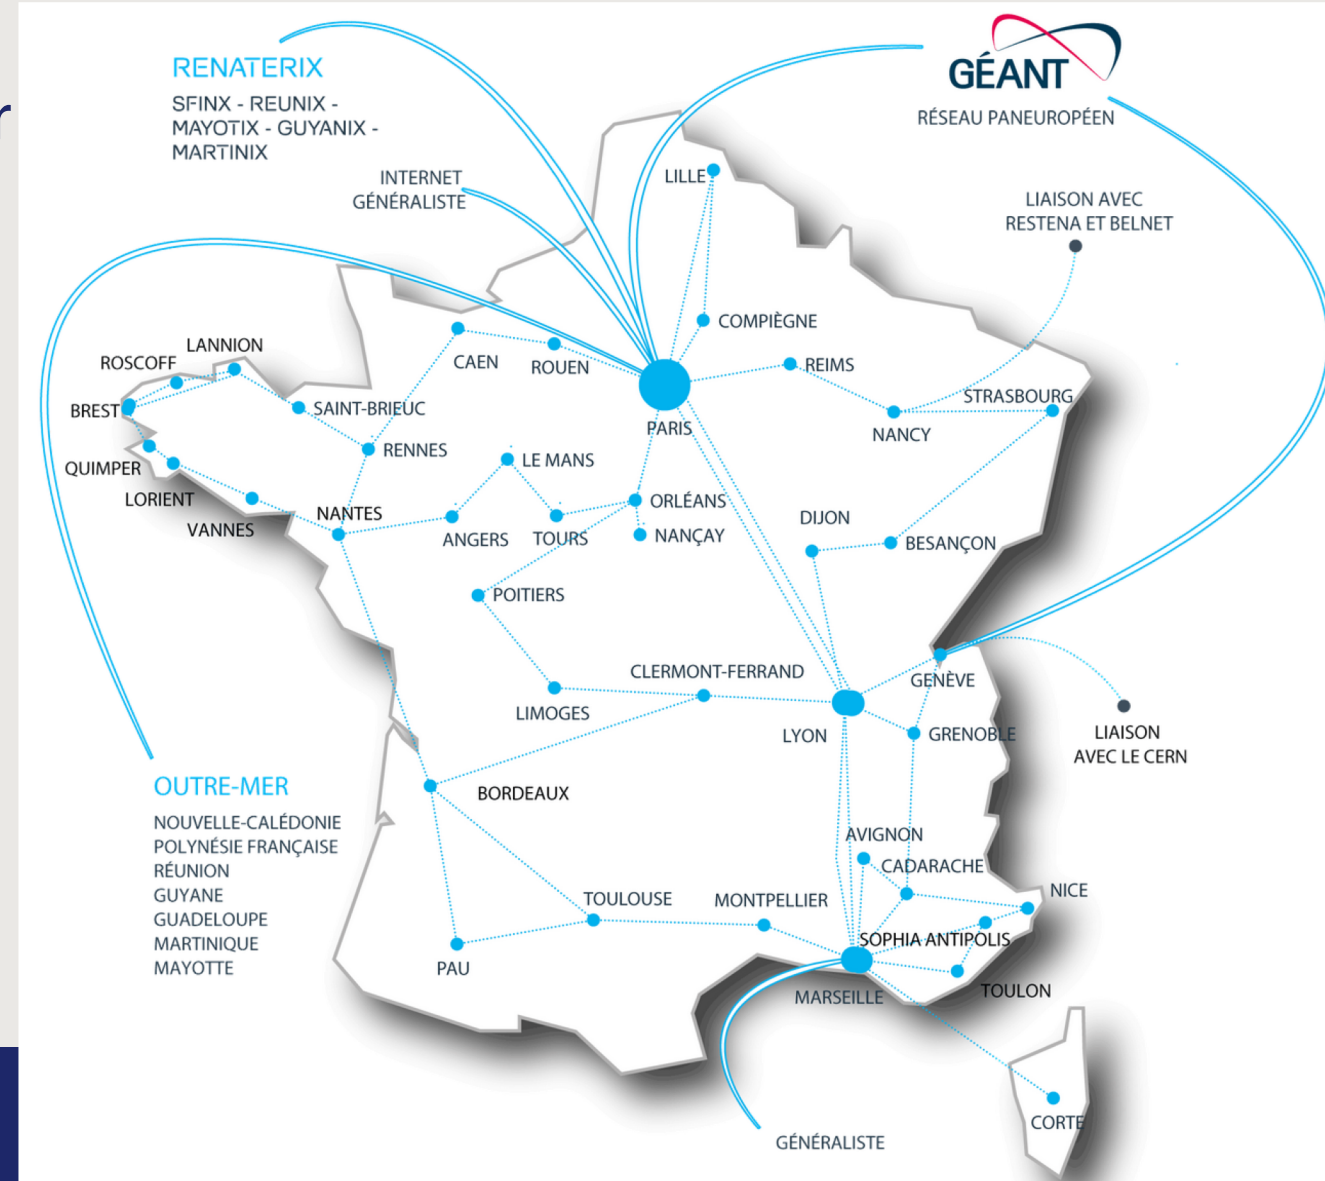 RENATERIX
SFINX - REUNIX -
MAYOTIX - GUYANIX -
MARTINIX
INTERNET
GÉNÉRALISTE
GÉANT
RÉSEAU PANEUROPÉEN
LIAISON AVEC
RESTENA ET BELNET
LILLE
COMPIÈGNE
LANNION
ROSCOFF
CAEN
ROUEN
REIMS
STRASBOURG
BREST
SAINT-BRIEUC
PARIS
NANCY
RENNES
LE MANS
QUIMPER
LORIENT
ORLÉANS
NANTES
VANNES
DIJON
ANGERS
TOURS
NANÇAY
BESANÇON
POITIERS
CLERMONT-FERRAND
GENÈVE
LIMOGES
LYON
GRENOBLE
LIAISON
AVEC LE CERN
OUTRE-MER
NOUVELLE-CALÉDONIE
POLYNÉSIE FRANÇAISE
RÉUNION
GUYANE
GUADELOUPE
MARTINIQUE
MAYOTTE
BORDEAUX
AVIGNON
CADARACHE
NICE
TOULOUSE
MONTPELLIER
SOPHIA ANTIPOLIS
PAU
MARSEILLE
TOULON
CORTE
GÉNÉRALISTE